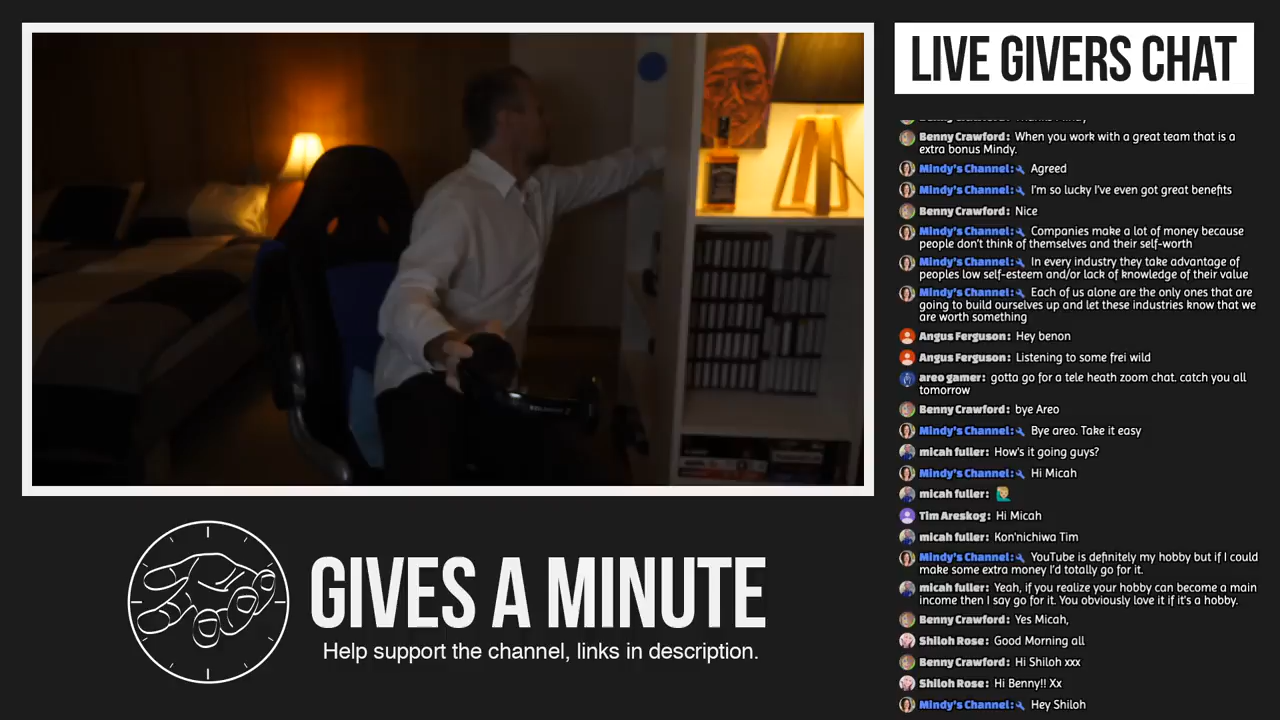 LIVE GIVERS CHAT
Benny Crawford: When you work with a great team that is a
extra bonus Mindy.
Mindy's Channel: Agreed
Mindy's Channel: I'm so lucky I've even got great benefits
Benny Crawford: Nice
Mindy's Channel: Companies make a lot of money because
people don't think of themselves and their self-worth
Mindy's Channel: In every industry they take advantage of
peoples low self-esteem and/or lack of knowledge of their value
Mindy's Channel: Each of us alone are the only ones that are
going to build ourselves up and let these industries know that we
are worth something
Angus Ferguson: Hey benon
Angus Ferguson: Listening to some frei wild
areo gamer: gotta go for a tele heath zoom chat. catch you all
tomorrow
Benny Crawford: bye Areo
Mindy's Channel: Bye areo. Take it easy
micah fuller: How's it going guys?
Mindy's Channel: Hi Micah
micah fuller: 🙋🏼‍♂️
Tim Areskog: Hi Micah
micah fuller: Kon'nichiwa Tim
Mindy's Channel: YouTube is definitely my hobby but if I could
make some extra money I'd totally go for it.
micah fuller: Yeah, if you realize your hobby can become a main
income then I say go for it. You obviously love it if it's a hobby.
Benny Crawford: Yes Micah,
Shiloh Rose: Good Morning all
Benny Crawford: Hi Shiloh xxx
Shiloh Rose: Hi Benny!! Xx
Mindy's Channel: Hey Shiloh
GIVES A MINUTE
Help support the channel, links in description.